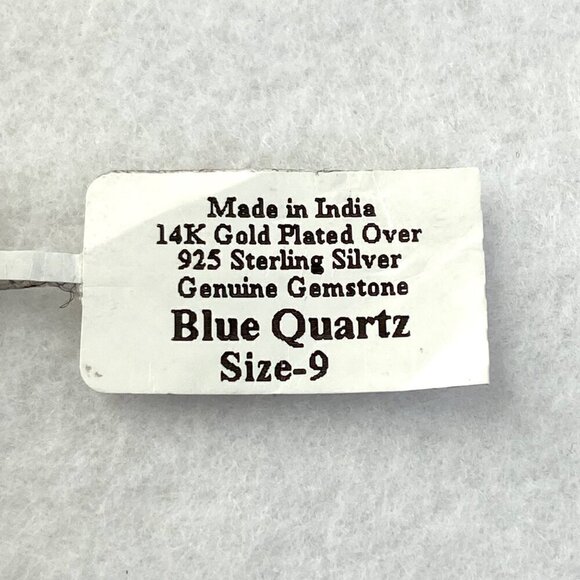 Made in India
14K Gold Plated Over
925 Sterling Silver
Genuine Gemstone
Blue Quartz
Size-9